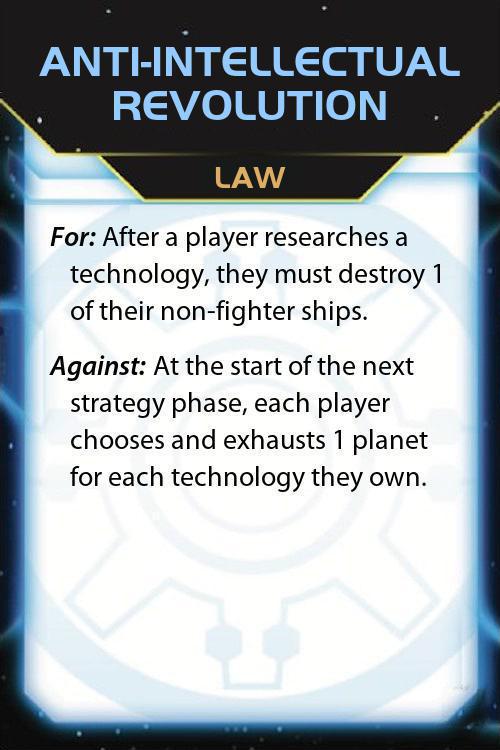 ANTI-INTELLECTUAL
REVOLUTION
LAW
For: After a player researches a
technology, they must destroy 1
of their non-fighter ships.
Against: At the start of the next
strategy phase, each player
chooses and exhausts 1 planet
for each technology they own.